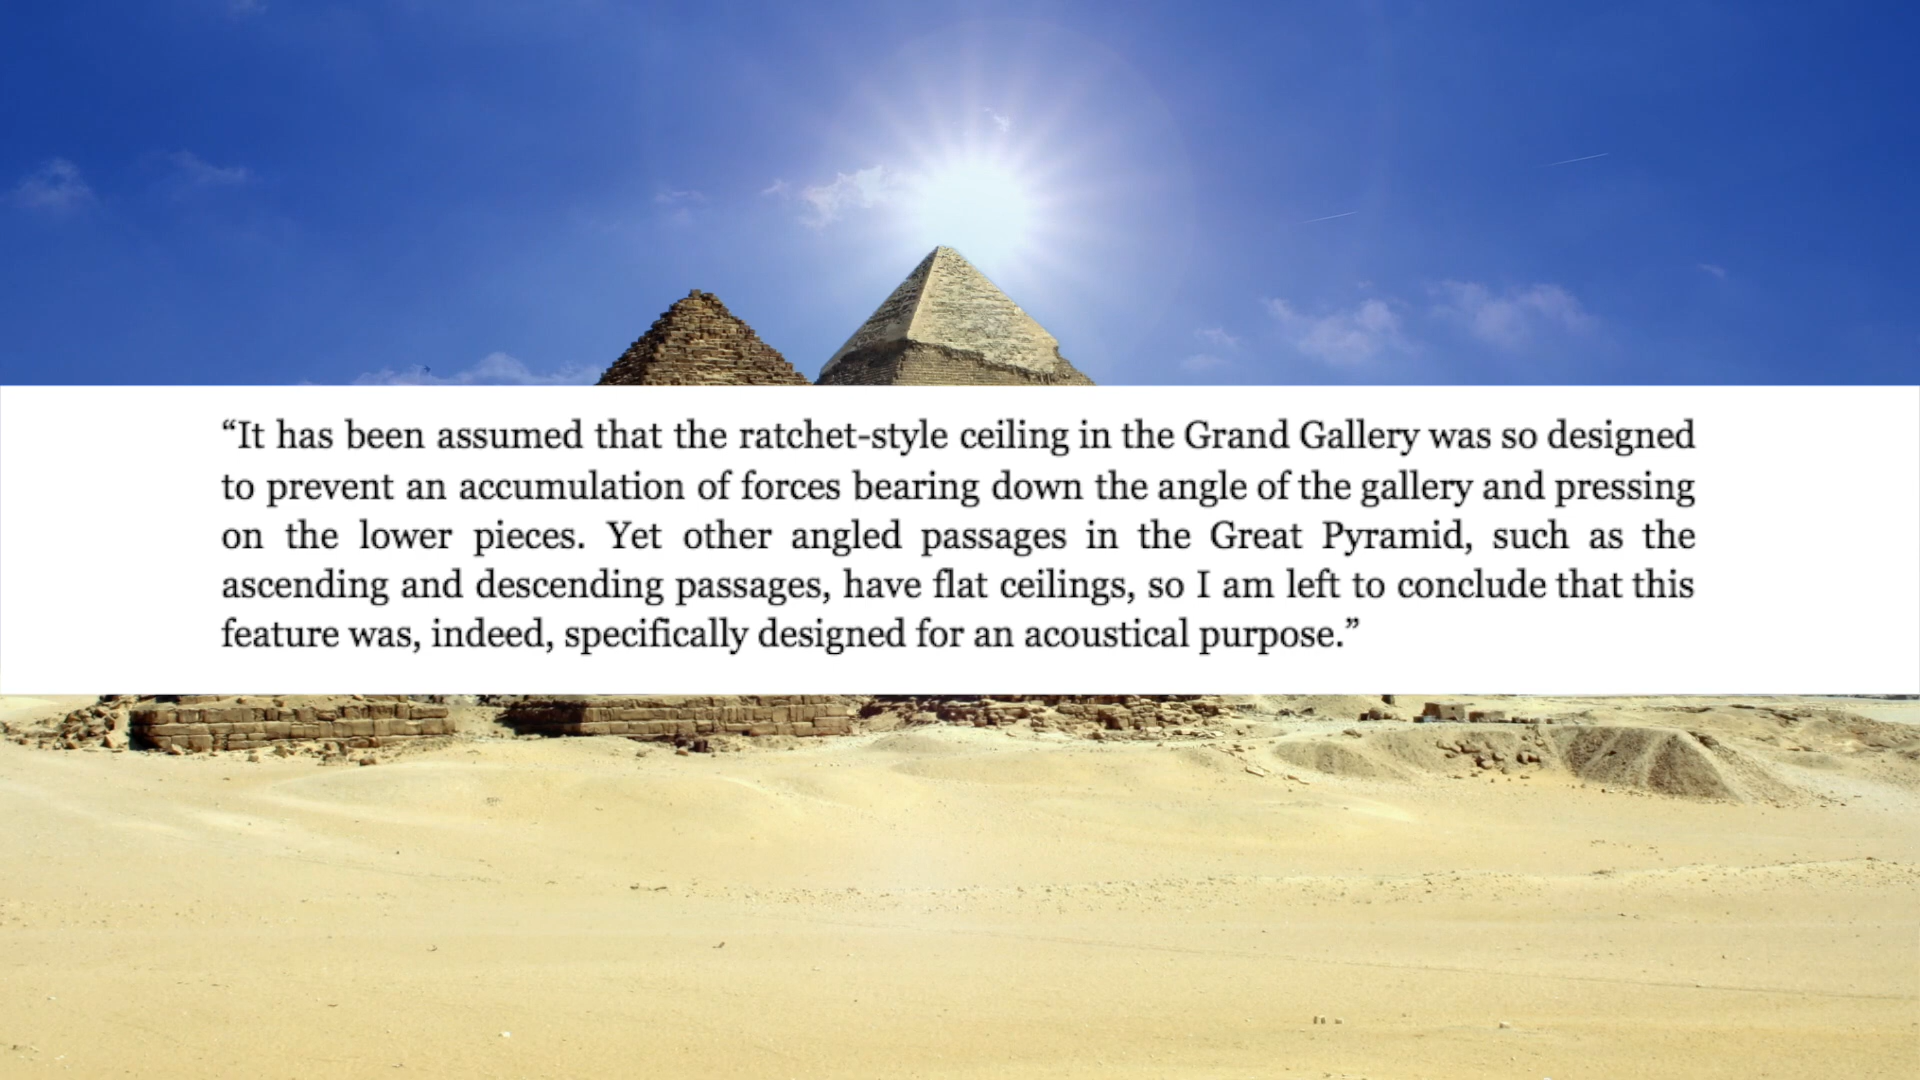 “It has been assumed that the ratchet-style ceiling in the Grand Gallery was so designed
to prevent an accumulation of forces bearing down the angle of the gallery and pressing
on the lower pieces. Yet other angled passages in the Great Pyramid, such as the
ascending and descending passages, have flat ceilings, so I am left to conclude that this
feature was, indeed, specifically designed for an acoustical purpose.”